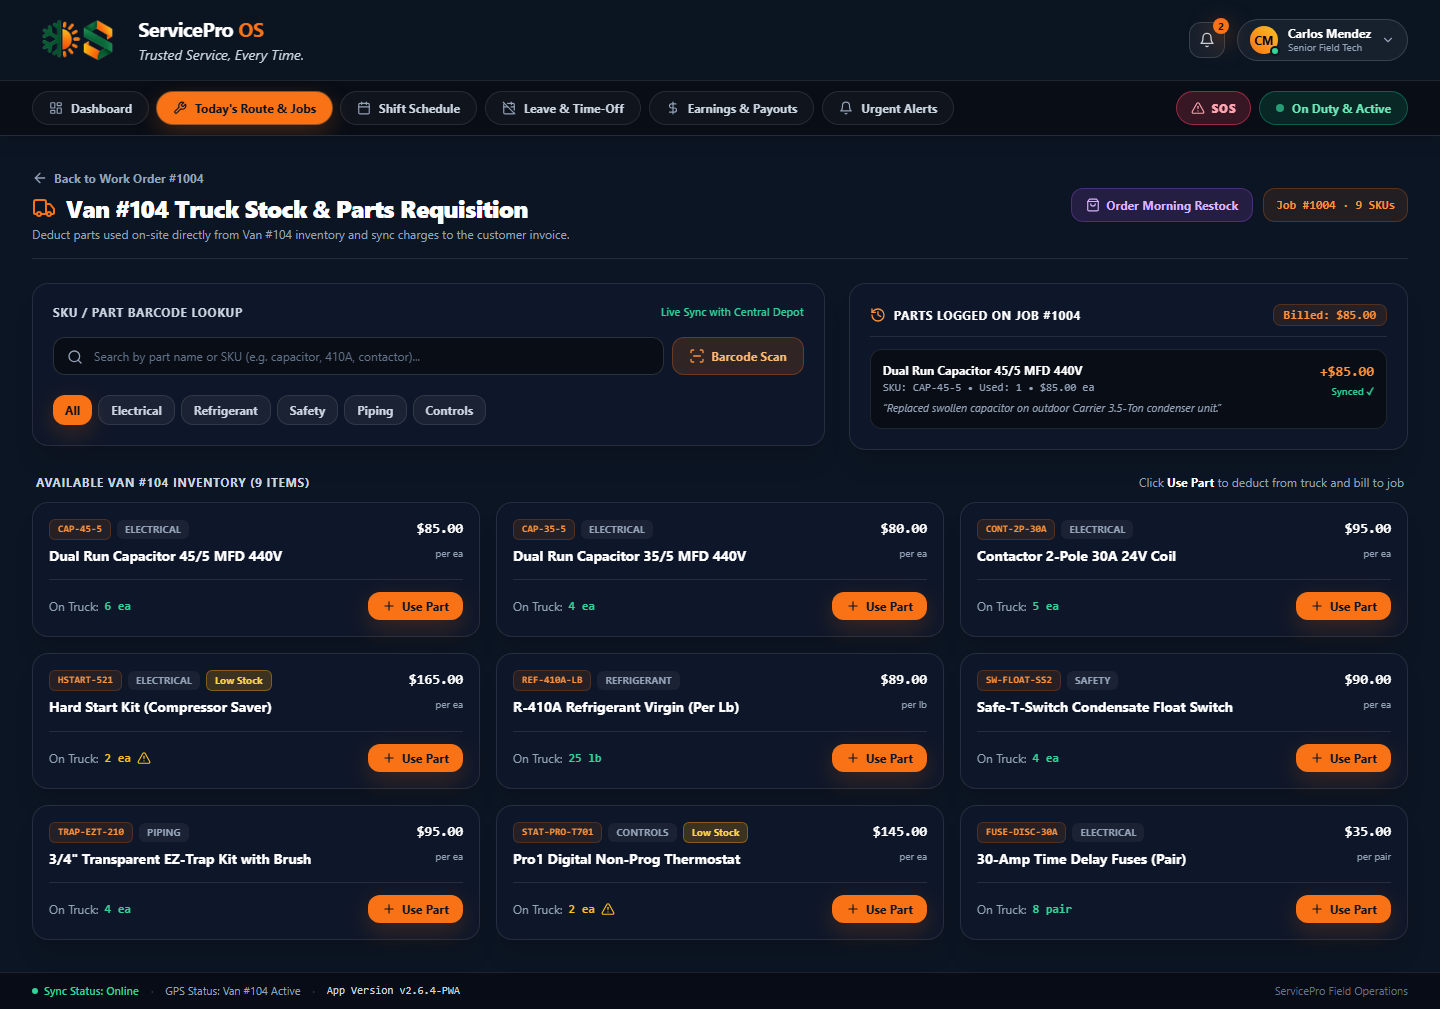 ServicePro OS
Trusted Service, Every Time.
2
CM
Carlos Mendez
Senior Field Tech
Dashboard
Today's Route & Jobs
Shift Schedule
Leave & Time-Off
Earnings & Payouts
Urgent Alerts
SOS
On Duty & Active
Back to Work Order #1004
Van #104 Truck Stock & Parts Requisition
Deduct parts used on-site directly from Van #104 inventory and sync charges to the customer invoice.
Order Morning Restock
Job #1004 · 9 SKUs
SKU / PART BARCODE LOOKUP
Live Sync with Central Depot
Search by part name or SKU (e.g. capacitor, 410A, contactor)...
Barcode Scan
All
Electrical
Refrigerant
Safety
Piping
Controls
PARTS LOGGED ON JOB #1004
Billed: $85.00
Dual Run Capacitor 45/5 MFD 440V
+$85.00
SKU: CAP-45-5 • Used: 1 • $85.00 ea
Synced ✓
"Replaced swollen capacitor on outdoor Carrier 3.5-Ton condenser unit."
AVAILABLE VAN #104 INVENTORY (9 ITEMS)
Click Use Part to deduct from truck and bill to job
CAP-45-5 ELECTRICAL $85.00
Dual Run Capacitor 45/5 MFD 440V per ea
On Truck: 6 ea
+ Use Part
CAP-35-5 ELECTRICAL $80.00
Dual Run Capacitor 35/5 MFD 440V per ea
On Truck: 4 ea
+ Use Part
CONT-2P-30A ELECTRICAL $95.00
Contactor 2-Pole 30A 24V Coil per ea
On Truck: 5 ea
+ Use Part
HSTART-521 ELECTRICAL Low Stock $165.00
Hard Start Kit (Compressor Saver) per ea
On Truck: 2 ea
+ Use Part
REF-410A-LB REFRIGERANT $89.00
R-410A Refrigerant Virgin (Per Lb) per lb
On Truck: 25 lb
+ Use Part
SW-FLOAT-SS2 SAFETY $90.00
Safe-T-Switch Condensate Float Switch per ea
On Truck: 4 ea
+ Use Part
TRAP-EZT-210 PIPING $95.00
3/4" Transparent EZ-Trap Kit with Brush per ea
On Truck: 4 ea
+ Use Part
STAT-PRO-T701 CONTROLS Low Stock $145.00
Pro1 Digital Non-Prog Thermostat per ea
On Truck: 2 ea
+ Use Part
FUSE-DISC-30A ELECTRICAL $35.00
30-Amp Time Delay Fuses (Pair) per pair
On Truck: 8 pair
+ Use Part
Sync Status: Online · GPS Status: Van #104 Active · App Version v2.6.4-PWA
ServicePro Field Operations